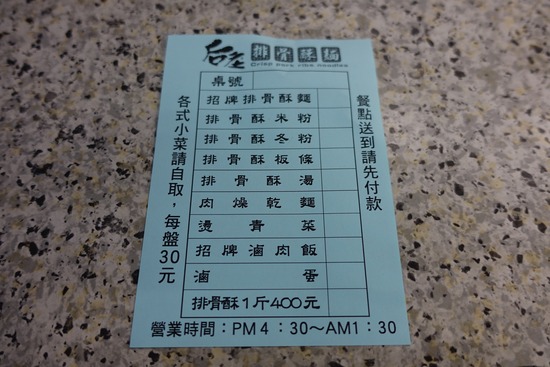 排骨酥麵
Crisp pork ribs noodles
桌號
招牌排骨酥麵
排骨酥米粉
排骨酥冬粉
排骨酥板條
排骨酥湯
肉燥乾麵
燙青菜
招牌滷肉飯
滷蛋
排骨酥1斤400元
各式小菜請自取，每盤30元
餐點送到請先付款
營業時間：PM4：30～AM1：30